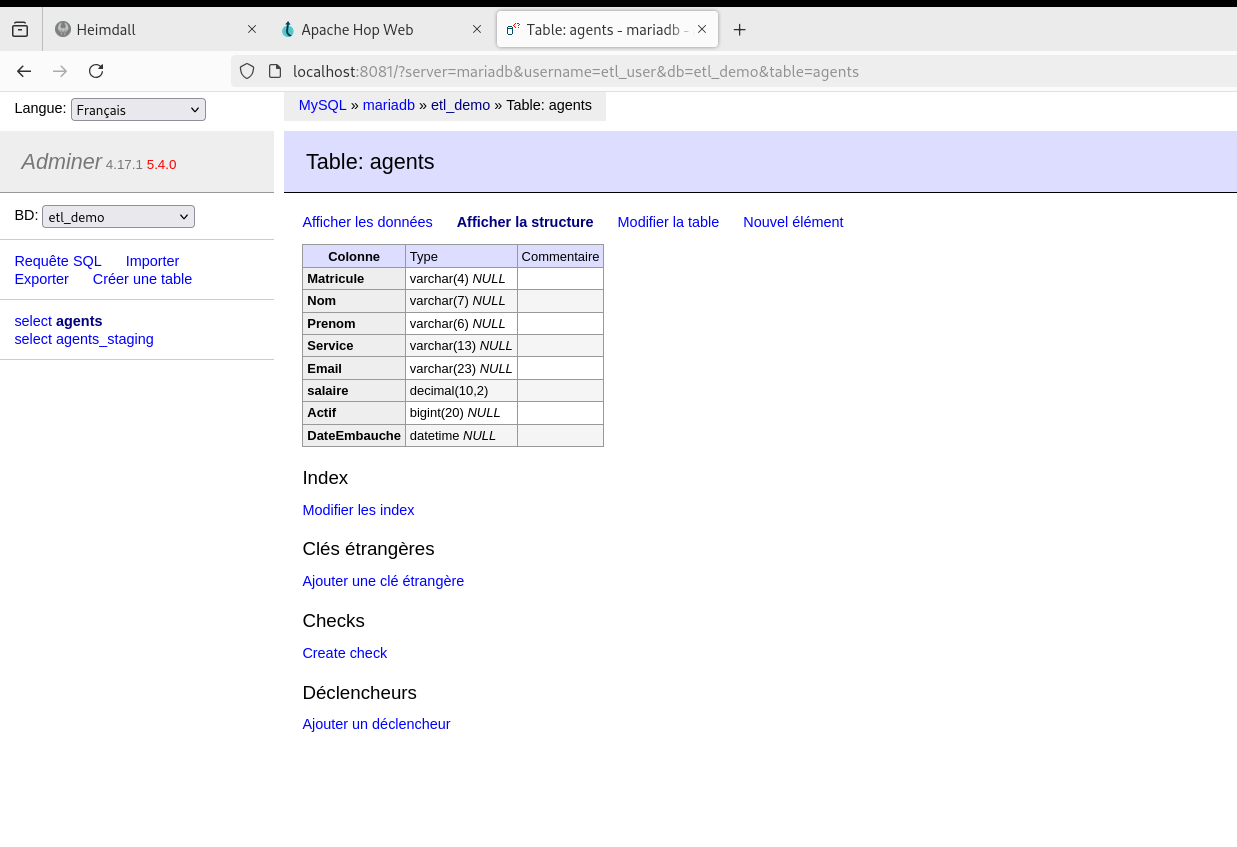 Heimdall
Apache Hop Web
Table: agents - mariadb -
localhost:8081/?server=mariadb&username=etl_user&db=etl_demo&table=agents
Langue: Français
MySQL » mariadb » etl_demo » Table: agents
Adminer 4.17.1 5.4.0
Table: agents
BD: etl_demo
Afficher les données Afficher la structure Modifier la table Nouvel élément
Requête SQL Importer
Exporter Créer une table
select agents
select agents_staging
Colonne Type Commentaire
Matricule varchar(4) NULL
Nom varchar(7) NULL
Prenom varchar(6) NULL
Service varchar(13) NULL
Email varchar(23) NULL
salaire decimal(10,2)
Actif bigint(20) NULL
DateEmbauche datetime NULL
Index
Modifier les index
Clés étrangères
Ajouter une clé étrangère
Checks
Create check
Déclencheurs
Ajouter un déclencheur